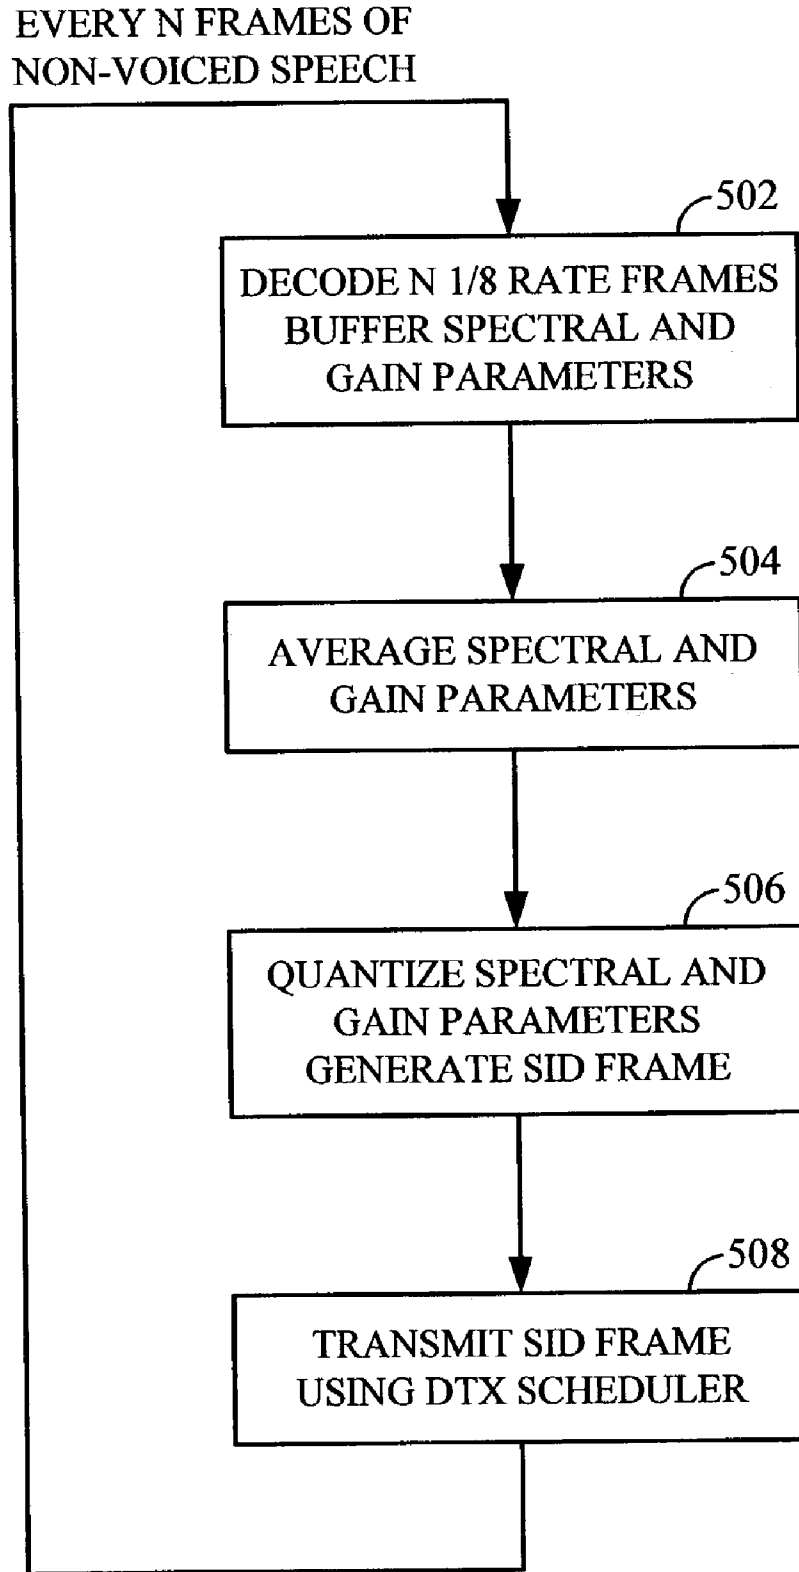 EVERY N FRAMES OF
NON-VOICED SPEECH
502
DECODE N 1/8 RATE FRAMES
BUFFER SPECTRAL AND
GAIN PARAMETERS
504
AVERAGE SPECTRAL AND
GAIN PARAMETERS
506
QUANTIZE SPECTRAL AND
GAIN PARAMETERS
GENERATE SID FRAME
508
TRANSMIT SID FRAME
USING DTX SCHEDULER